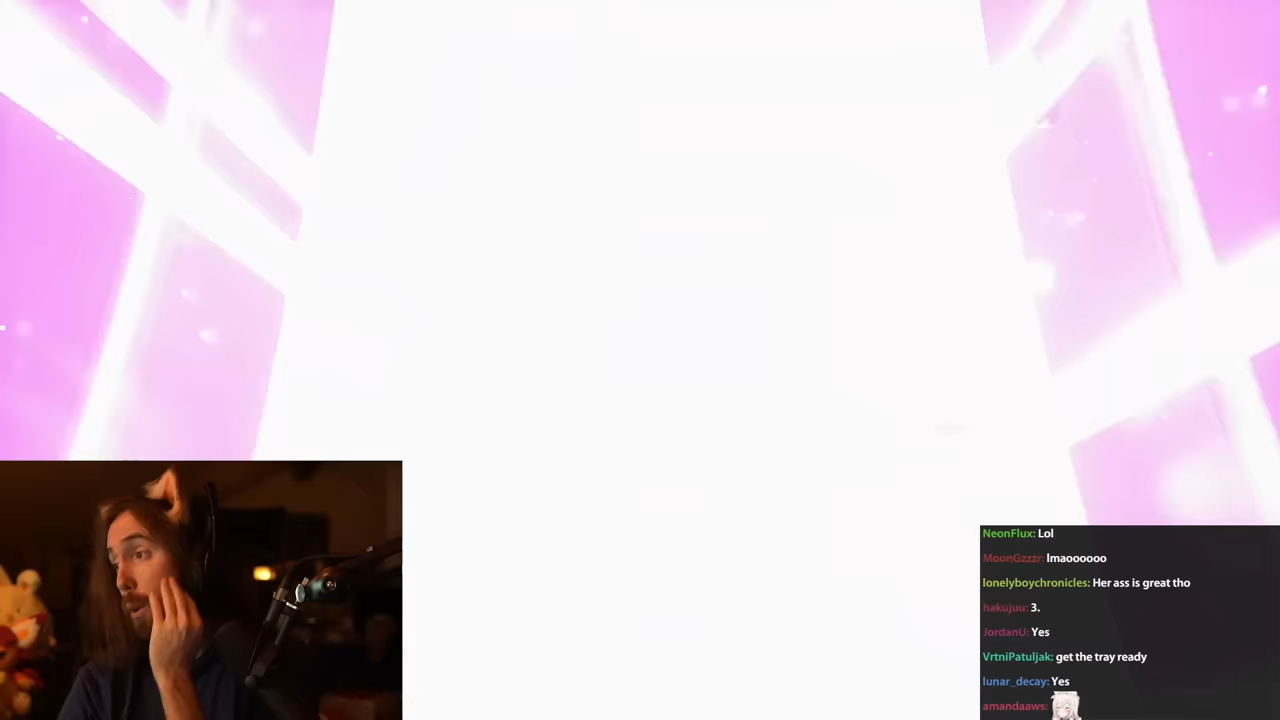 NeonFlux: Lol
MoonGzzzr: lmaoooooo
lonelyboychronicles: Her ass is great tho
hakujuu: 3.
JordanU: Yes
VrtniPatuljak: get the tray ready
lunar_decay: Yes
amandaaws: